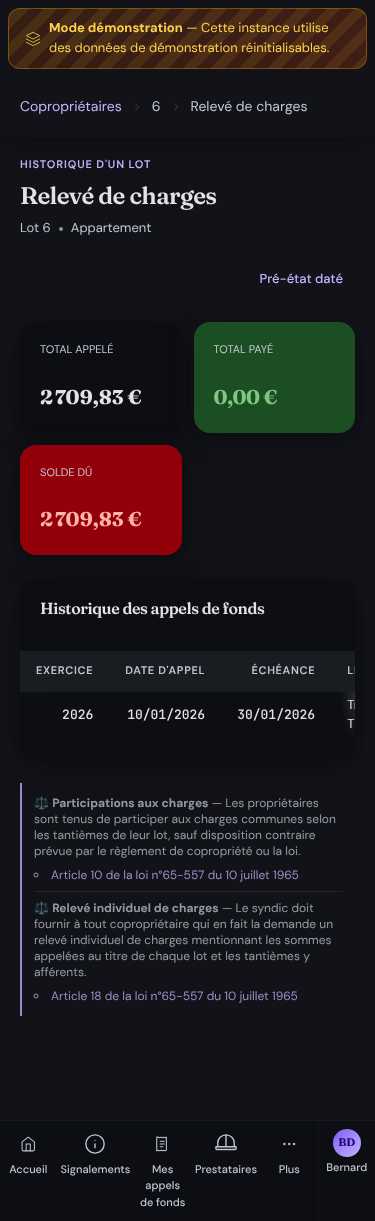 Mode démonstration — Cette instance utilise
des données de démonstration réinitialisables.
Copropriétaires > 6 > Relevé de charges
HISTORIQUE D'UN LOT
Relevé de charges
Lot 6 • Appartement
Pré-état daté
TOTAL APPELÉ
2 709,83 €
TOTAL PAYÉ
0,00 €
SOLDE DÛ
2 709,83 €
Historique des appels de fonds
EXERCICE DATE D'APPEL ÉCHÉANCE
2026 10/01/2026 30/01/2026
⚖️ Participations aux charges — Les propriétaires
sont tenus de participer aux charges communes selon
les tantièmes de leur lot, sauf disposition contraire
prévue par le règlement de copropriété ou la loi.
Article 10 de la loi n°65-557 du 10 juillet 1965
⚖️ Relevé individuel de charges — Le syndic doit
fournir à tout copropriétaire qui en fait la demande un
relevé individuel de charges mentionnant les sommes
appelées au titre de chaque lot et les tantièmes y
afférents.
Article 18 de la loi n°65-557 du 10 juillet 1965
Accueil
Signalements
Mes
appels
de fonds
Prestataires
Plus
BD
Bernard